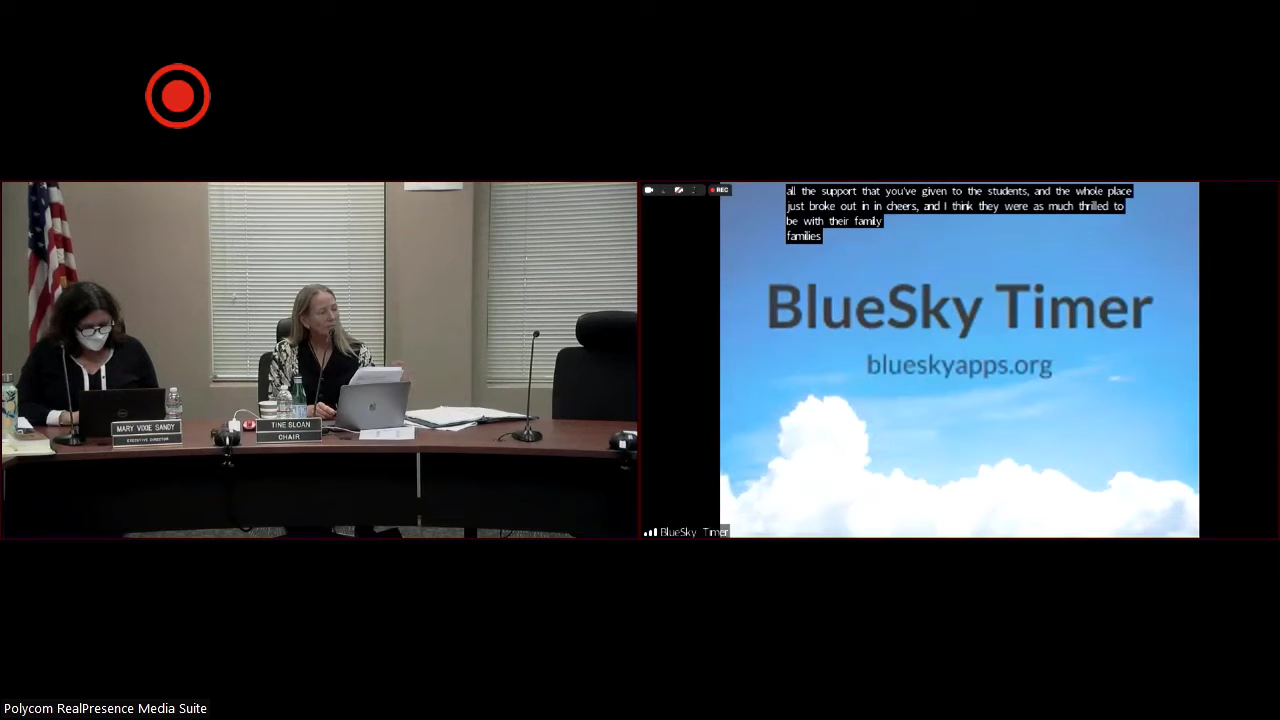 REC
all the support that you've given to the students, and the whole place
just broke out in in cheers, and I think they were as much thrilled to
be with their family
families
BlueSky Timer
blueskyapps.org
MARY VIXIE SANDY
EXECUTIVE DIRECTOR
TINE SLOAN
CHAIR
BlueSky Timer
Polycom RealPresence Media Suite